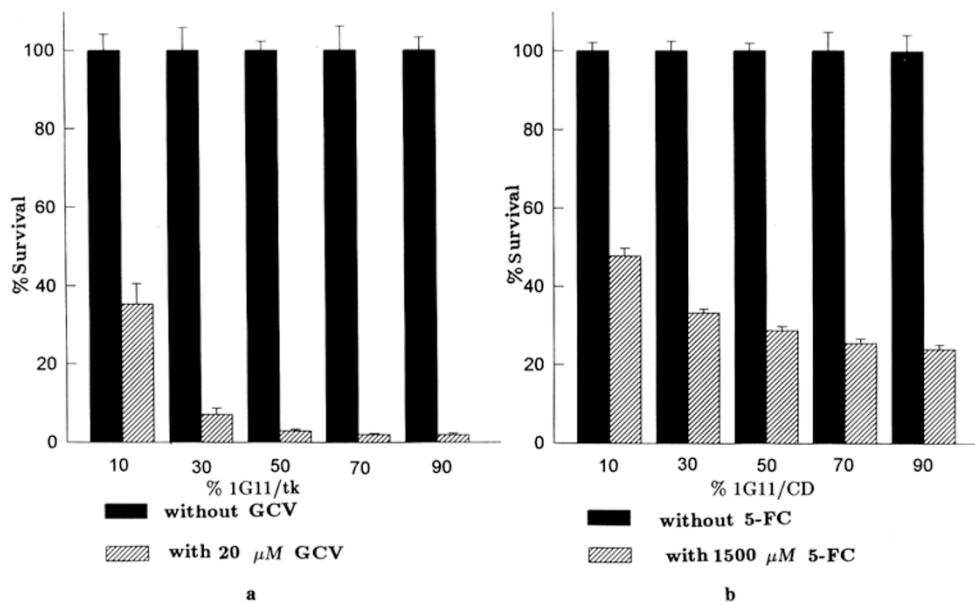 100
80
60
40
20
0
%Survival
10 30 50 70 90
% 1G11/tk
without GCV
with 20 μM GCV
a
100
80
60
40
20
0
%Survival
10 30 50 70 90
% 1G11/CD
without 5-FC
with 1500 μM 5-FC
b